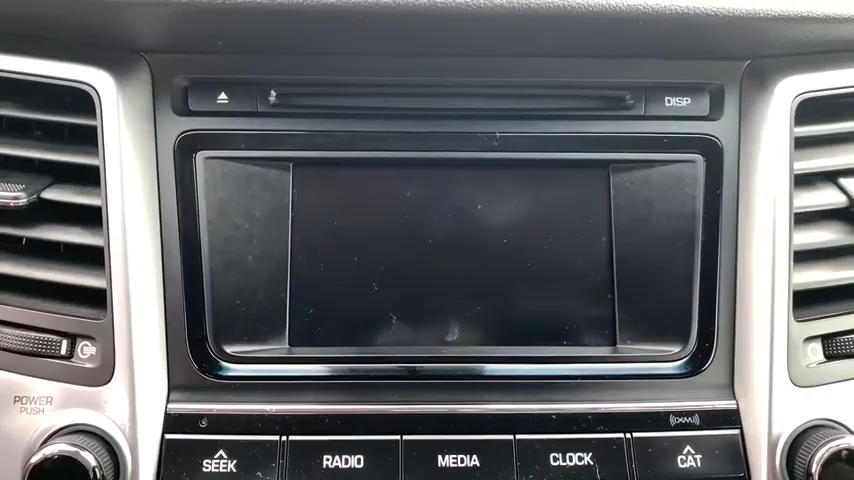 DISP
POWER
PUSH
((XM))
SEEK
RADIO
MEDIA
CLOCK
CAT